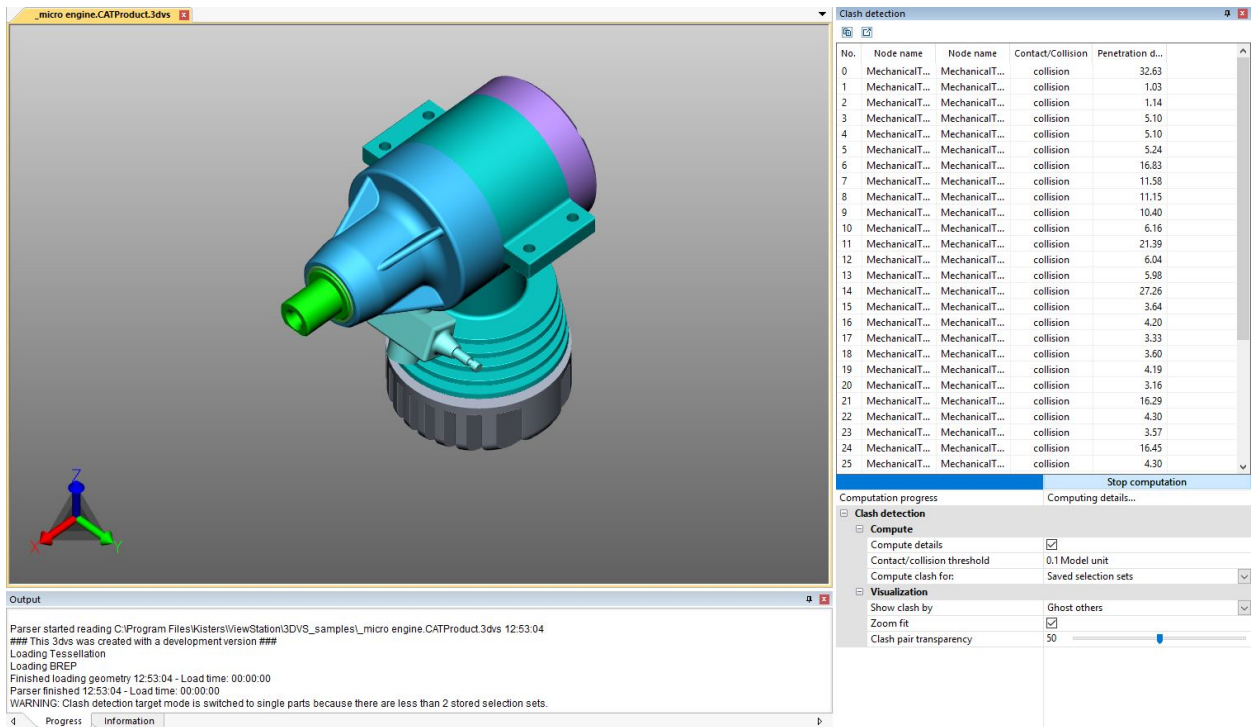 _micro engine.CATProduct.3dvs
Clash detection
No. Node name Node name Contact/Collision Penetration d...
0 MechanicalT... MechanicalT... collision 32.63
1 MechanicalT... MechanicalT... collision 1.03
2 MechanicalT... MechanicalT... collision 1.14
3 MechanicalT... MechanicalT... collision 5.10
4 MechanicalT... MechanicalT... collision 5.10
5 MechanicalT... MechanicalT... collision 5.24
6 MechanicalT... MechanicalT... collision 16.83
7 MechanicalT... MechanicalT... collision 11.58
8 MechanicalT... MechanicalT... collision 11.15
9 MechanicalT... MechanicalT... collision 10.40
10 MechanicalT... MechanicalT... collision 6.16
11 MechanicalT... MechanicalT... collision 21.39
12 MechanicalT... MechanicalT... collision 6.04
13 MechanicalT... MechanicalT... collision 5.98
14 MechanicalT... MechanicalT... collision 27.26
15 MechanicalT... MechanicalT... collision 3.64
16 MechanicalT... MechanicalT... collision 4.20
17 MechanicalT... MechanicalT... collision 3.33
18 MechanicalT... MechanicalT... collision 3.60
19 MechanicalT... MechanicalT... collision 4.19
20 MechanicalT... MechanicalT... collision 3.16
21 MechanicalT... MechanicalT... collision 16.29
22 MechanicalT... MechanicalT... collision 4.30
23 MechanicalT... MechanicalT... collision 3.57
24 MechanicalT... MechanicalT... collision 16.45
25 MechanicalT... MechanicalT... collision 4.30
Stop computation
Computation progress Computing details...
Clash detection
Compute
Compute details
Contact/collision threshold 0.1 Model unit
Compute clash for: Saved selection sets
Visualization
Show clash by Ghost others
Zoom fit
Clash pair transparency 50
Z
X
Y
Output
Parser started reading C:\Program Files\Kisters\ViewStation\3DVS_samples\_micro engine.CATProduct.3dvs 12:53:04
### This 3dvs was created with a development version ###
Loading Tessellation
Loading BREP
Finished loading geometry 12:53:04 - Load time: 00:00:00
Parser finished 12:53:04 - Load time: 00:00:00
WARNING: Clash detection target mode is switched to single parts because there are less than 2 stored selection sets.
Progress Information